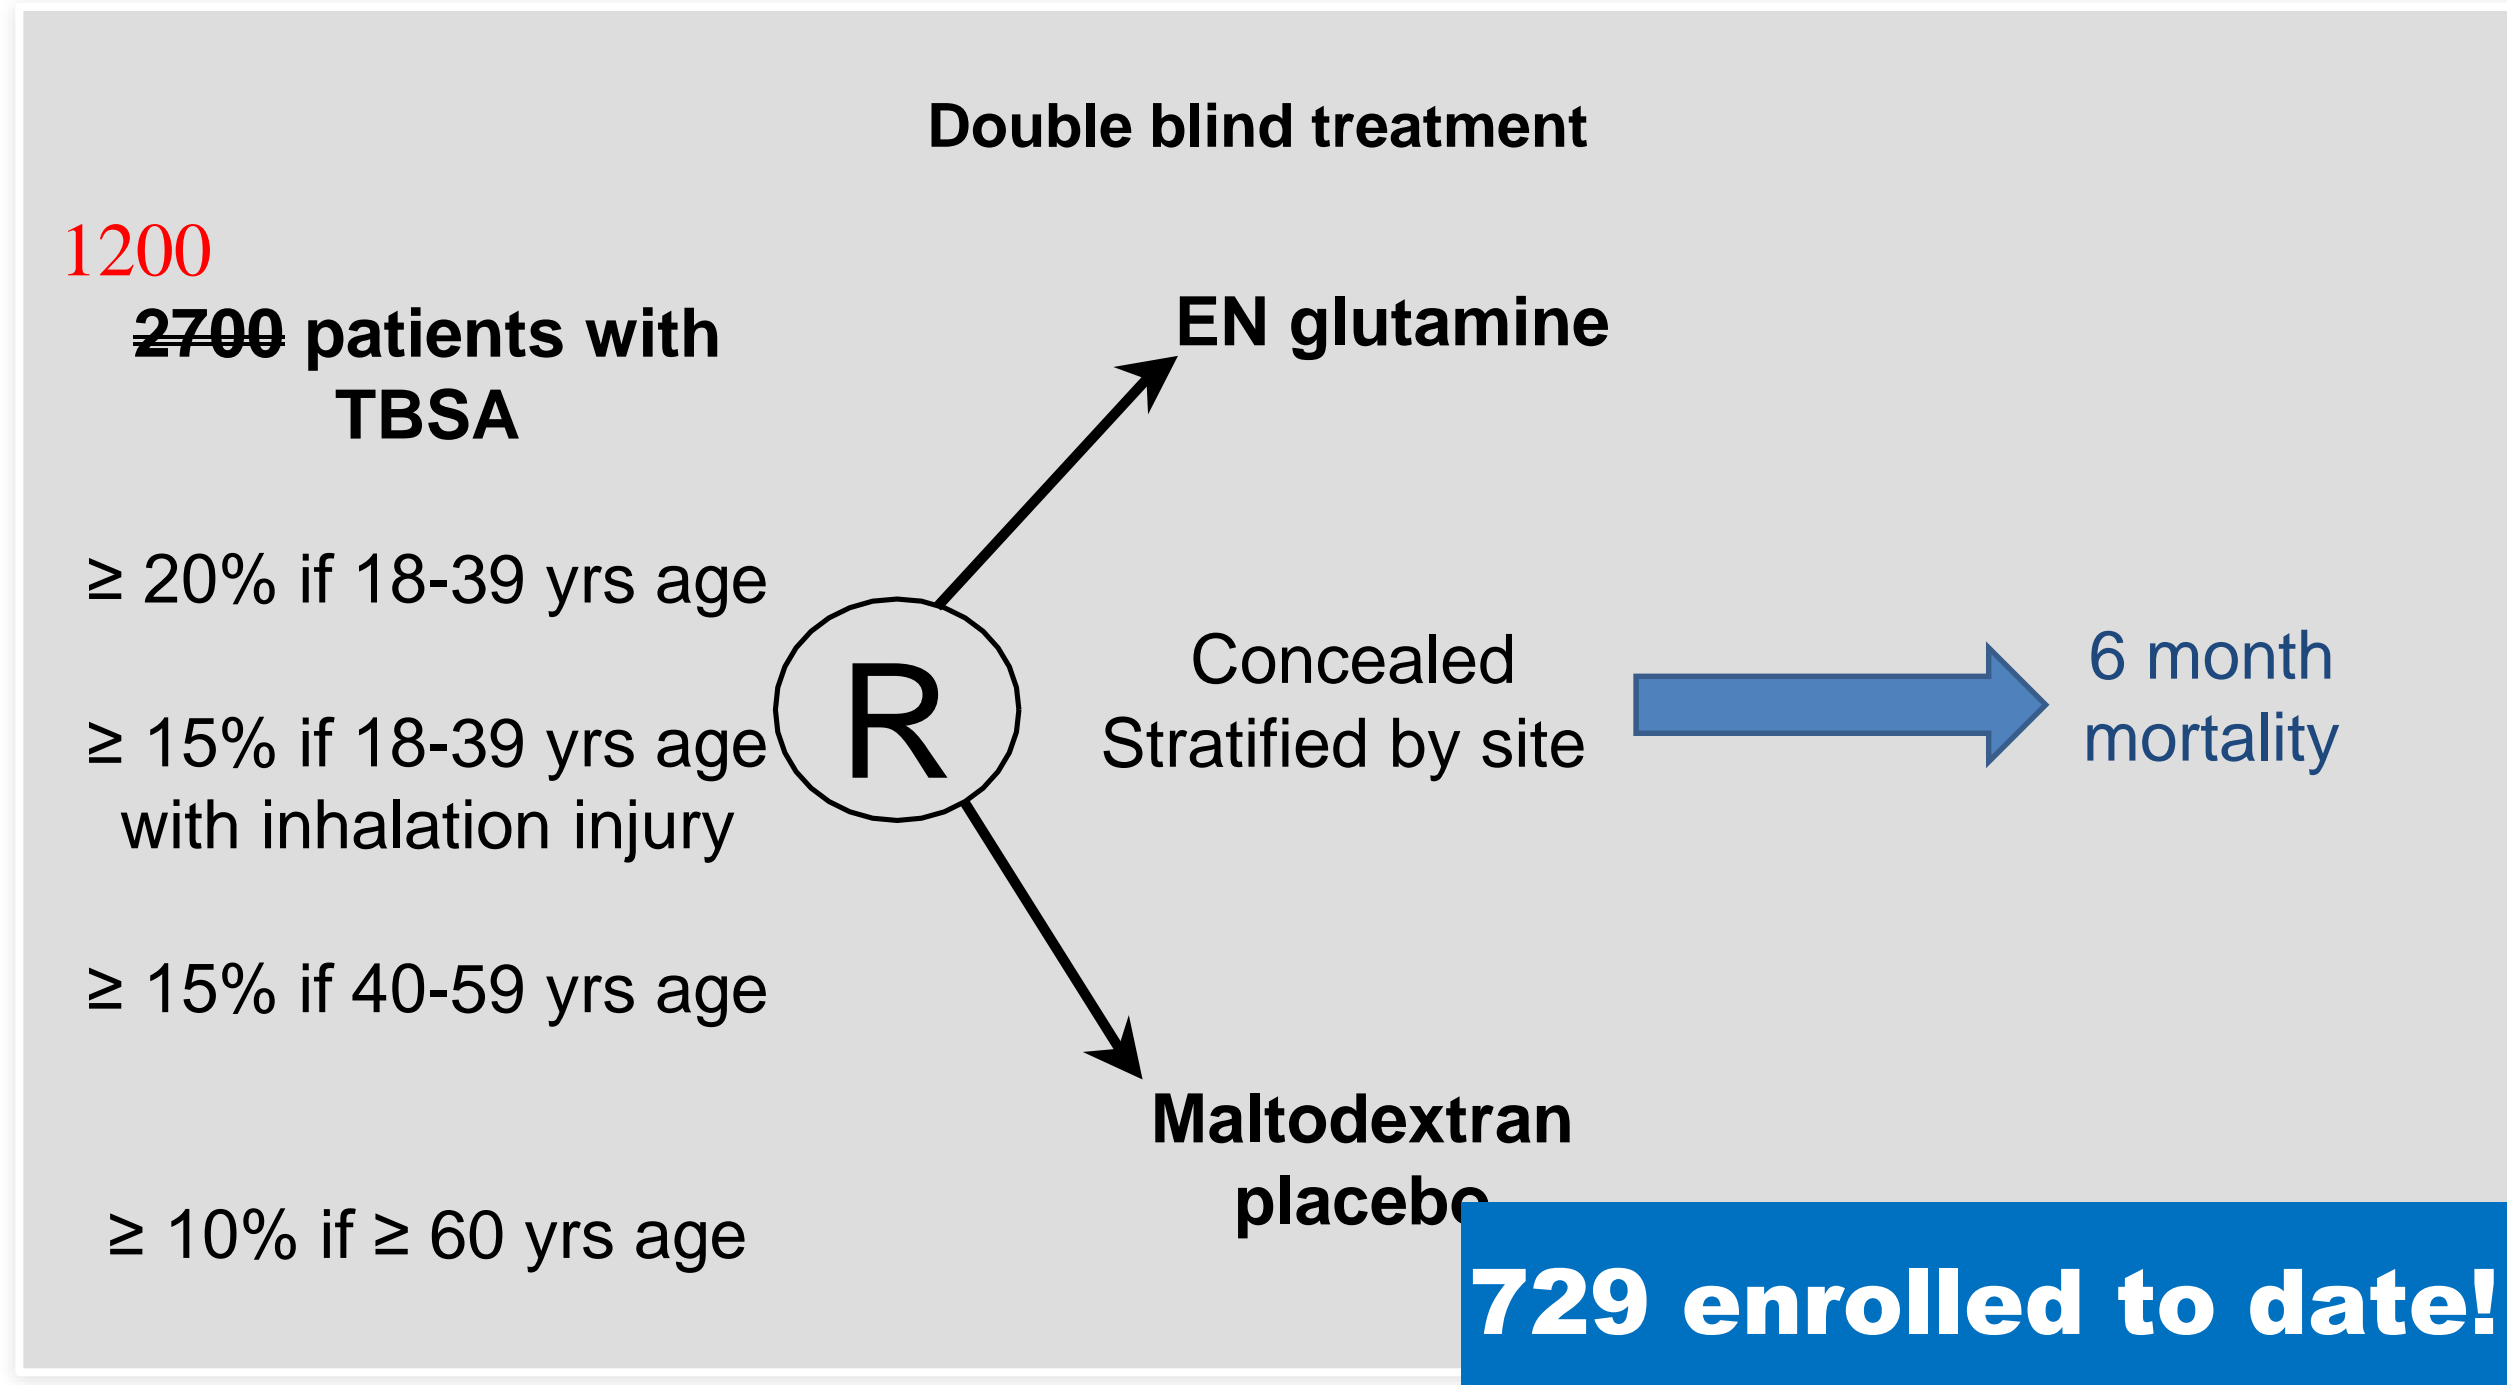 Double blind treatment
1200
2700 patients with
TBSA
≥ 20% if 18-39 yrs age
≥ 15% if 18-39 yrs age
with inhalation injury
≥ 15% if 40-59 yrs age
≥ 10% if ≥ 60 yrs age
R
EN glutamine
Concealed
Stratified by site
Maltodextran
placebo
6 month
mortality
729 enrolled to date!